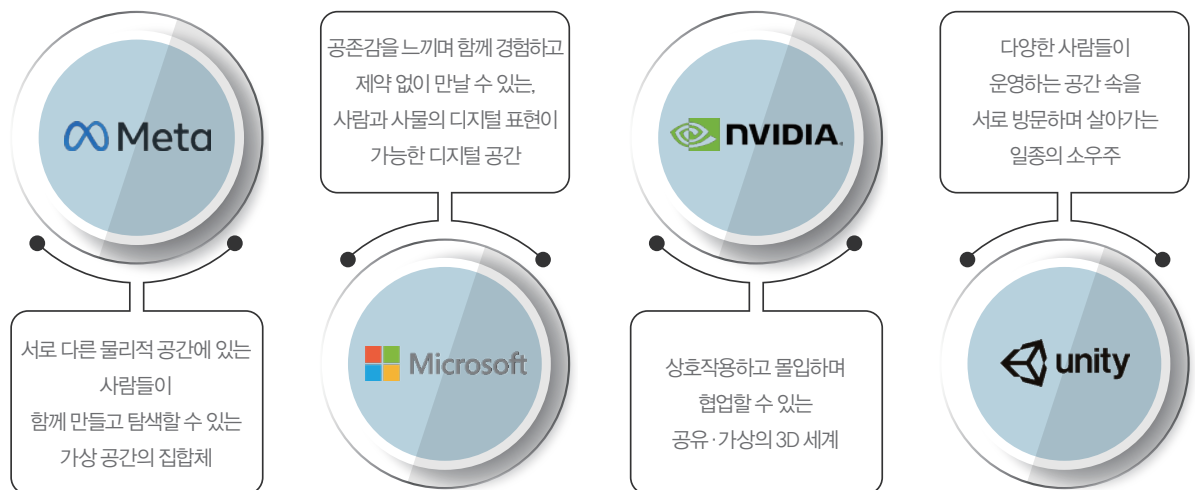 Meta
서로 다른 물리적 공간에 있는
사람들이
함께 만들고 탐색할 수 있는
가상 공간의 집합체
공존감을 느끼며 함께 경험하고
제약 없이 만날 수 있는,
사람과 사물의 디지털 표현이
가능한 디지털 공간
Microsoft
NVIDIA.
상호작용하고 몰입하며
협업할 수 있는
공유·가상의 3D 세계
다양한 사람들이
운영하는 공간 속을
서로 방문하며 살아가는
일종의 소우주
unity